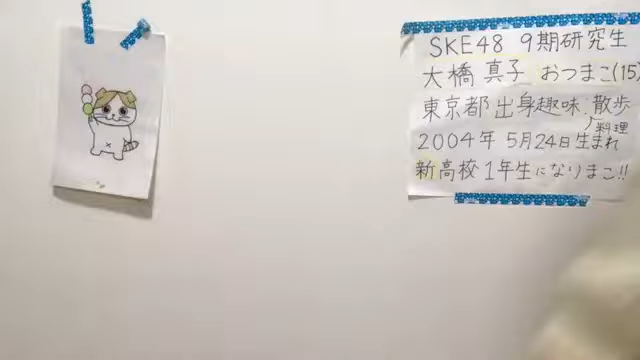 SKE48 9期研究生
大橋 真子 おつまこ(15)
東京都出身趣味、散歩
料理
2004年 5月24日生まれ
新高校1年生になりまこ!!